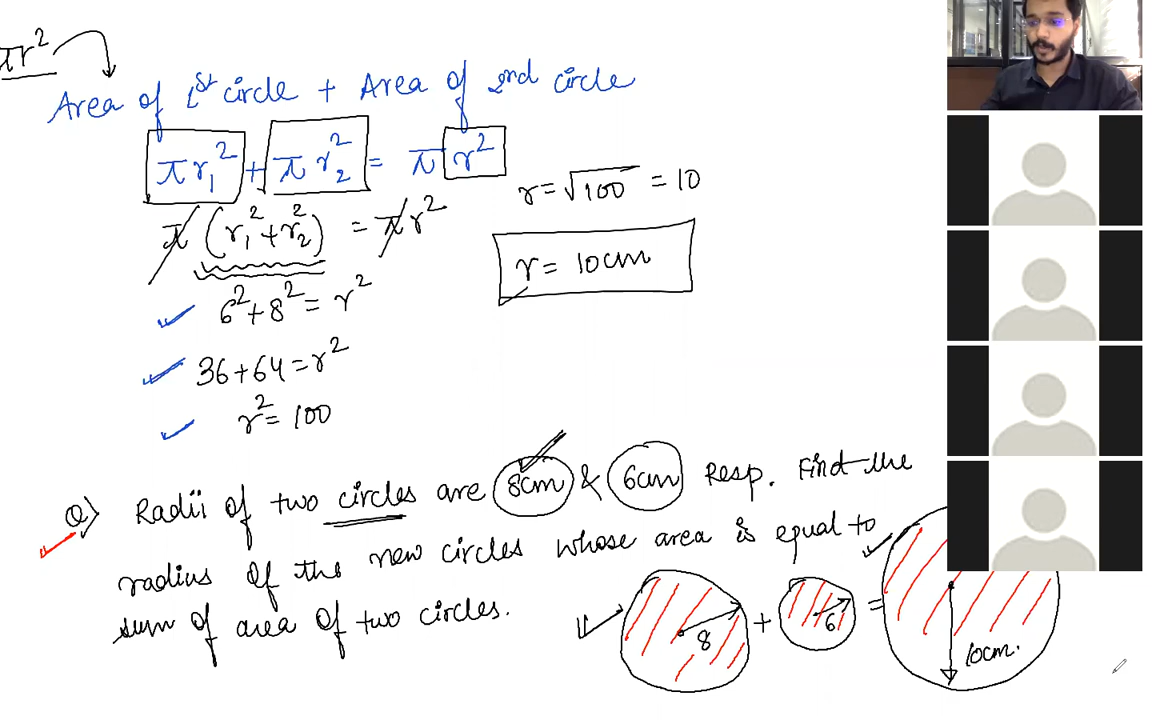 πr²
Area of 1st circle + Area of 2nd circle
πr₁² + πr₂² = πr²
π(r₁²+r₂²) = πr²
6²+8² = r²
36+64=r²
r²= 100
r=√100 = 10
r= 10cm
Q) Radii of two circles are 8cm & 6cm Resp. Find the
radius of the new circles whose area is equal to
sum of area of two circles.
8 + 6 = 10cm.